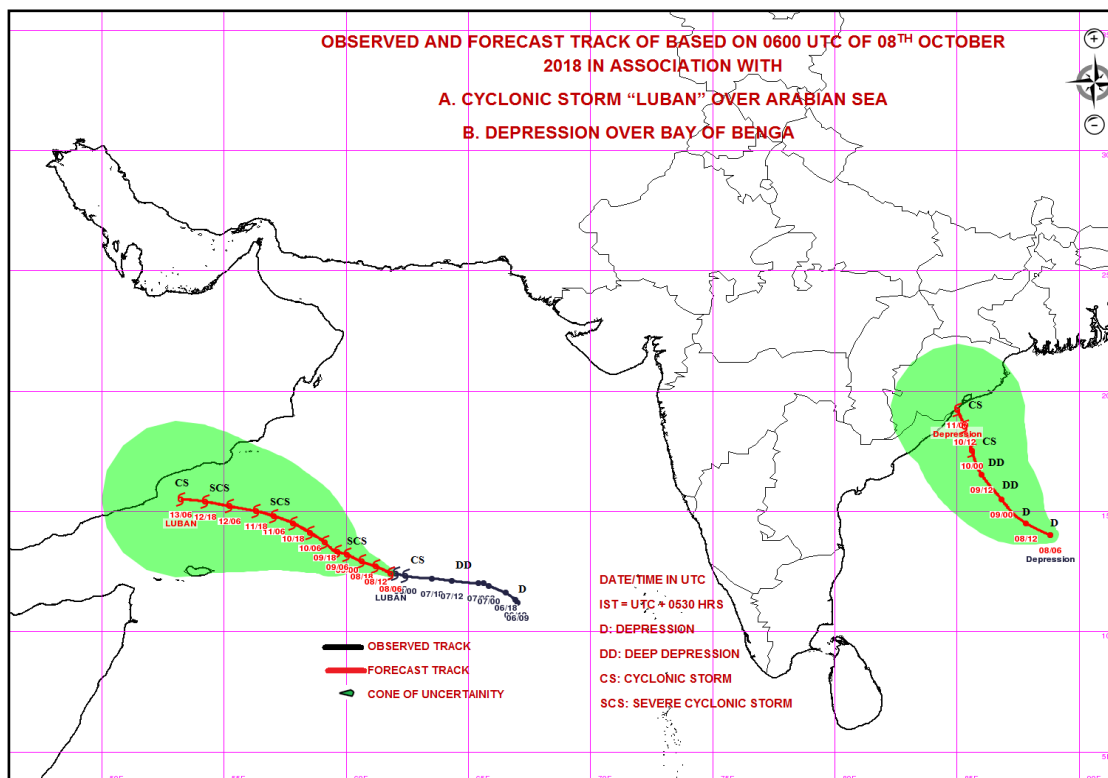 OBSERVED AND FORECAST TRACK OF BASED ON 0600 UTC OF 08TH OCTOBER
2018 IN ASSOCIATION WITH
A. CYCLONIC STORM “LUBAN” OVER ARABIAN SEA
B. DEPRESSION OVER BAY OF BENGA
CS
CS
DD
DD
D
D
Depression
10/12
10/00
09/12
09/00
08/12
08/06
Depression
CS
SCS
SCS
SCS
CS
DD
D
13/06
LUBAN
12/18
12/06
11/18
11/06
10/18
10/06
09/18
09/06
08/18
08/12
08/06
LUBAN
07/18
07/12
07/00
06/18
06/09
DATE/TIME IN UTC
IST = UTC + 0530 HRS
D: DEPRESSION
DD: DEEP DEPRESSION
CS: CYCLONIC STORM
SCS: SEVERE CYCLONIC STORM
OBSERVED TRACK
FORECAST TRACK
CONE OF UNCERTAINITY